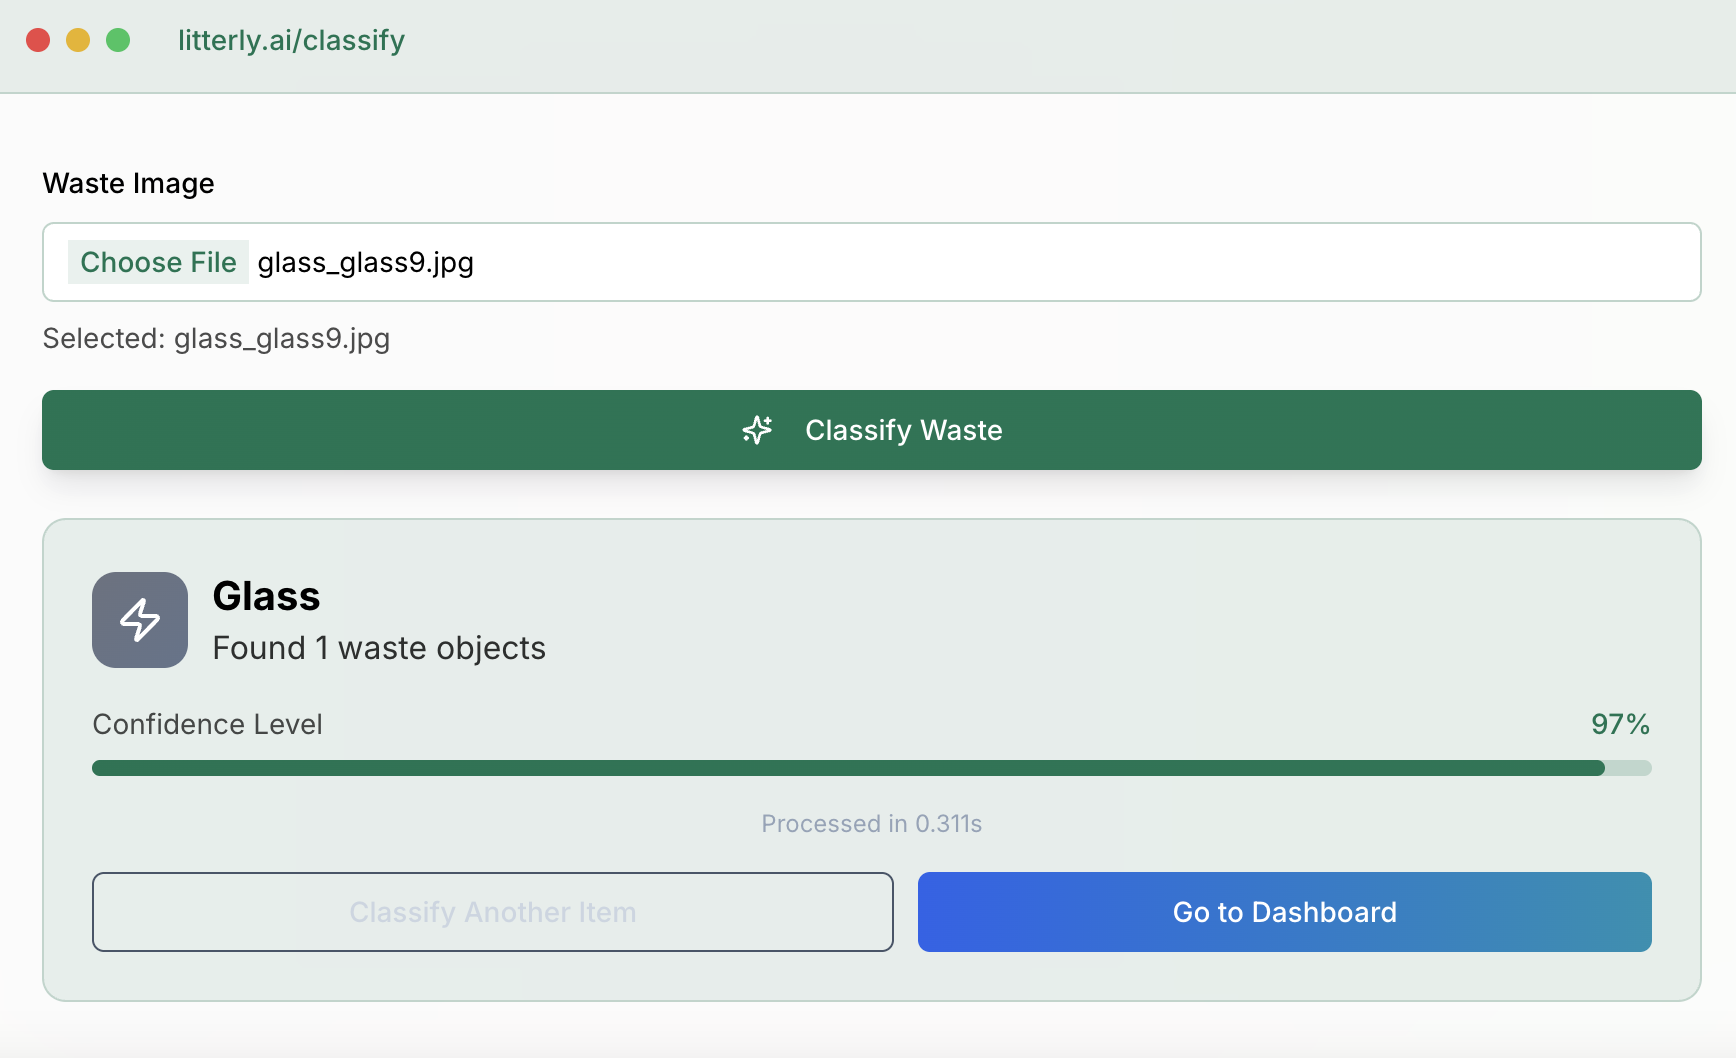 litterly.ai/classify
Waste Image
Choose File glass_glass9.jpg
Selected: glass_glass9.jpg
Classify Waste
Glass
Found 1 waste objects
Confidence Level 97%
Processed in 0.311s
Classify Another Item
Go to Dashboard